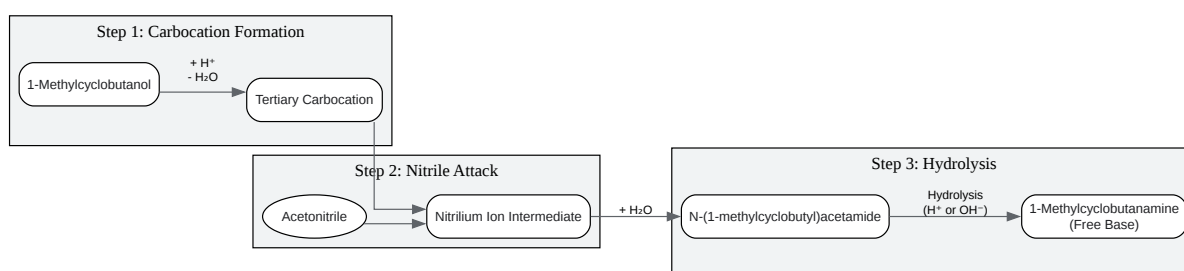 Step 1: Carbocation Formation
1-Methylcyclobutanol
+ H⁺
- H₂O
Tertiary Carbocation
Step 2: Nitrile Attack
Acetonitrile
Nitrilium Ion Intermediate
+ H₂O
Step 3: Hydrolysis
N-(1-methylcyclobutyl)acetamide
Hydrolysis
(H⁺ or OH⁻)
1-Methylcyclobutanamine
(Free Base)